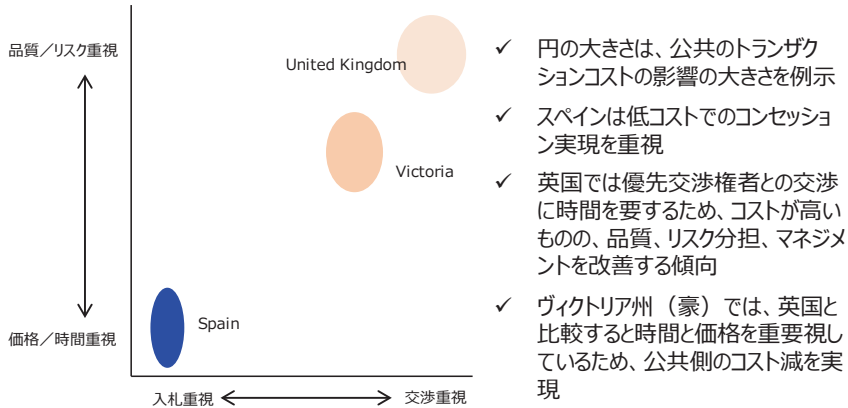 品質／リスク重視
United Kingdom
Victoria
Spain
価格／時間重視
入札重視
交渉重視
✓ 円の大きさは、公共のトランザク
ションコストの影響の大きさを例示
✓ スペインは低コストでのコンセッショ
ン実現を重視
✓ 英国では優先交渉権者との交渉
に時間を要するため、コストが高い
ものの、品質、リスク分担、マネジメ
ントを改善する傾向
✓ ヴィクトリア州（豪）では、英国と
比較すると時間と価格を重要視し
ているため、公共側のコスト減を実
現